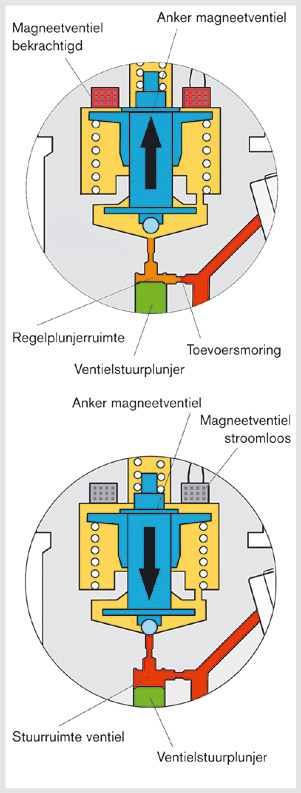 Anker magneetventiel
Magneetventiel
bekrachtigd
Regelplunjerruimte
Toevoersmoring
Ventielstuurplunjer
Anker magneetventiel
Magneetventiel
stroomloos
Stuurruimte ventiel
Ventielstuurplunjer